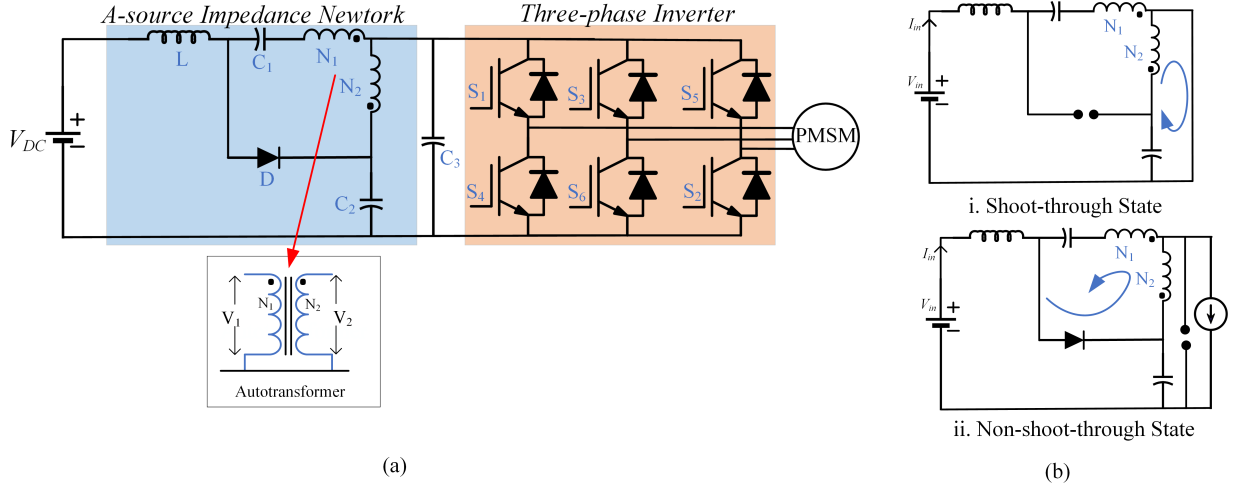 A-source Impedance Newtork
Three-phase Inverter
L
C1
N1
N2
D
C2
C3
VDC
+
−
S1
S3
S5
S4
S6
S2
PMSM
V1
N1
N2
V2
Autotransformer
(a)
Iin
Vin
+
−
N1
N2
i. Shoot-through State
Iin
Vin
+
−
N1
N2
ii. Non-shoot-through State
(b)